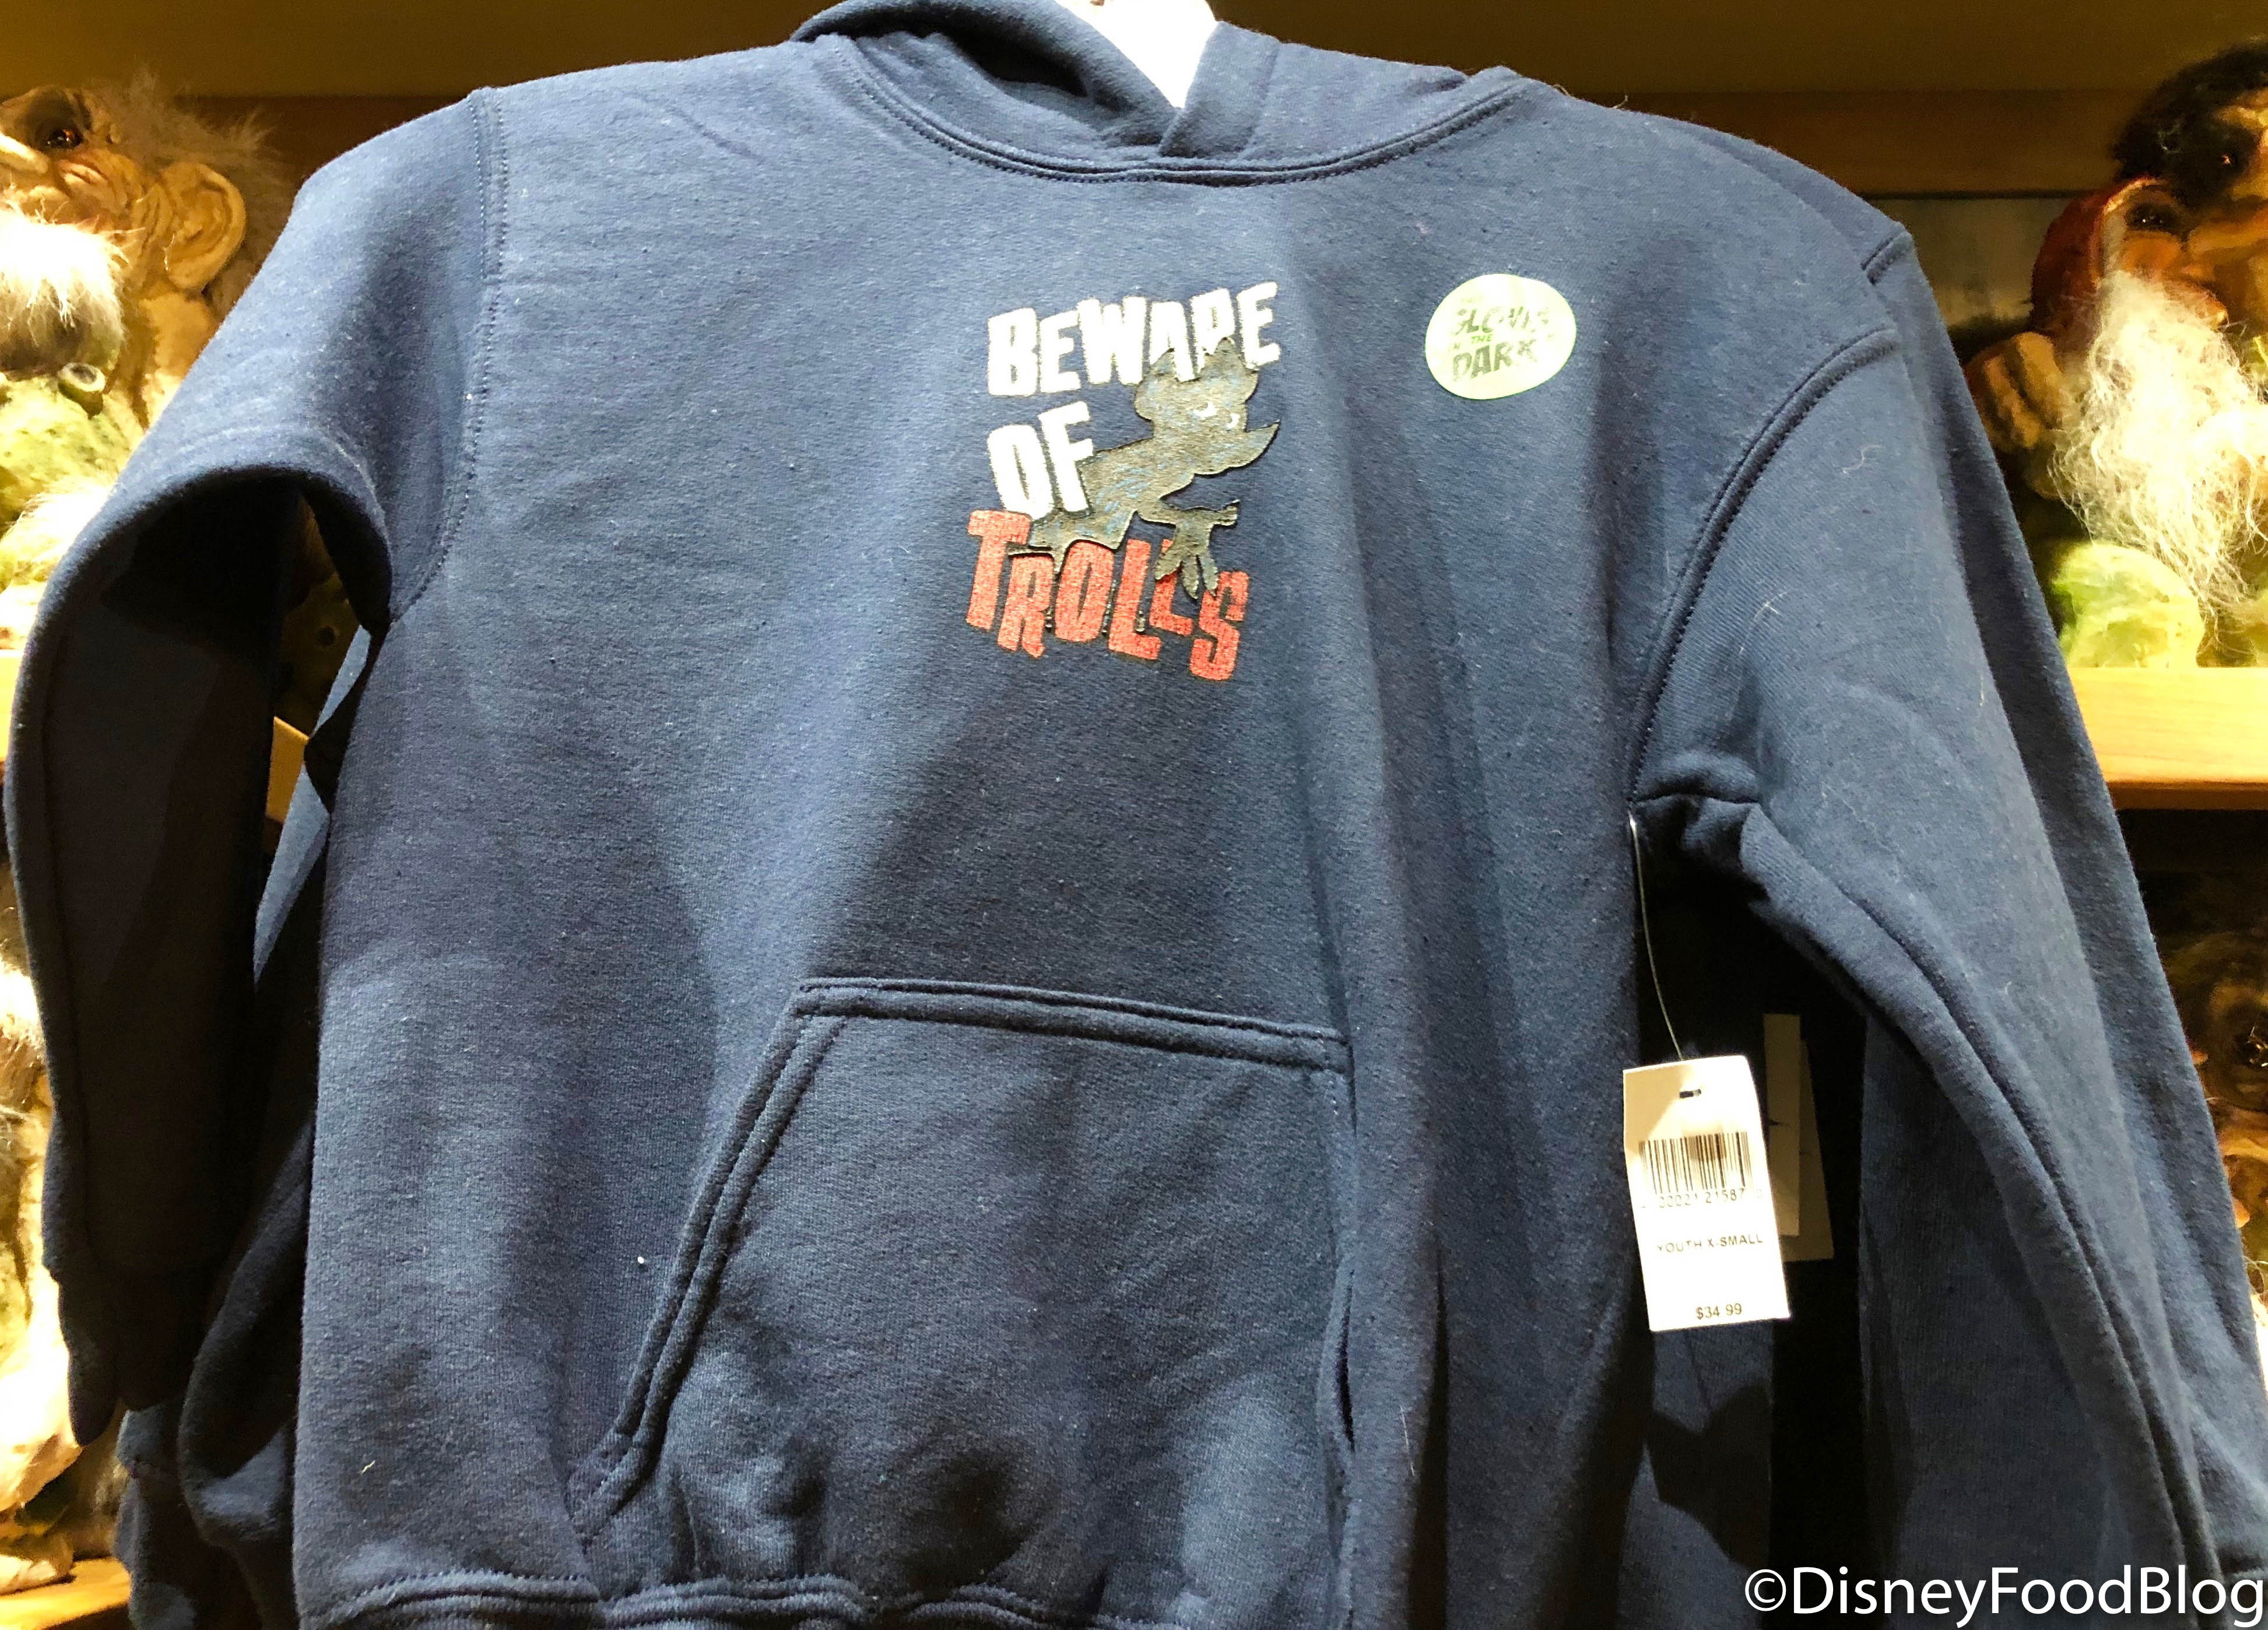 BEWARE
OF
TROLLS
GLOWS
IN THE
DARK
YOUTH X-SMALL
$34.99
©DisneyFoodBlog